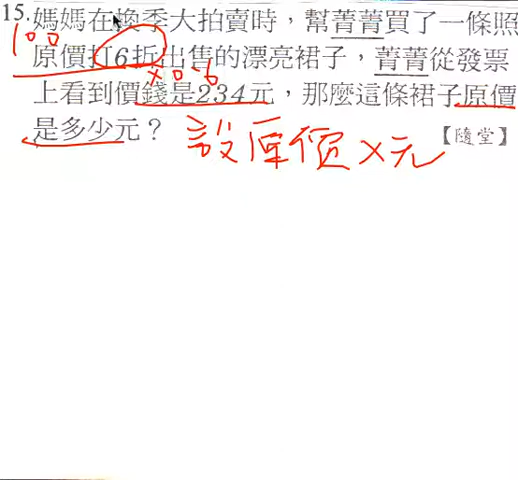 15.媽媽在換季大拍賣時，幫菁菁買了一條照
100
原價打6折出售的漂亮裙子，菁菁從發票
×0.6
上看到價錢是234元，那麼這條裙子原價
是多少元？
【隨堂】
設原價x元